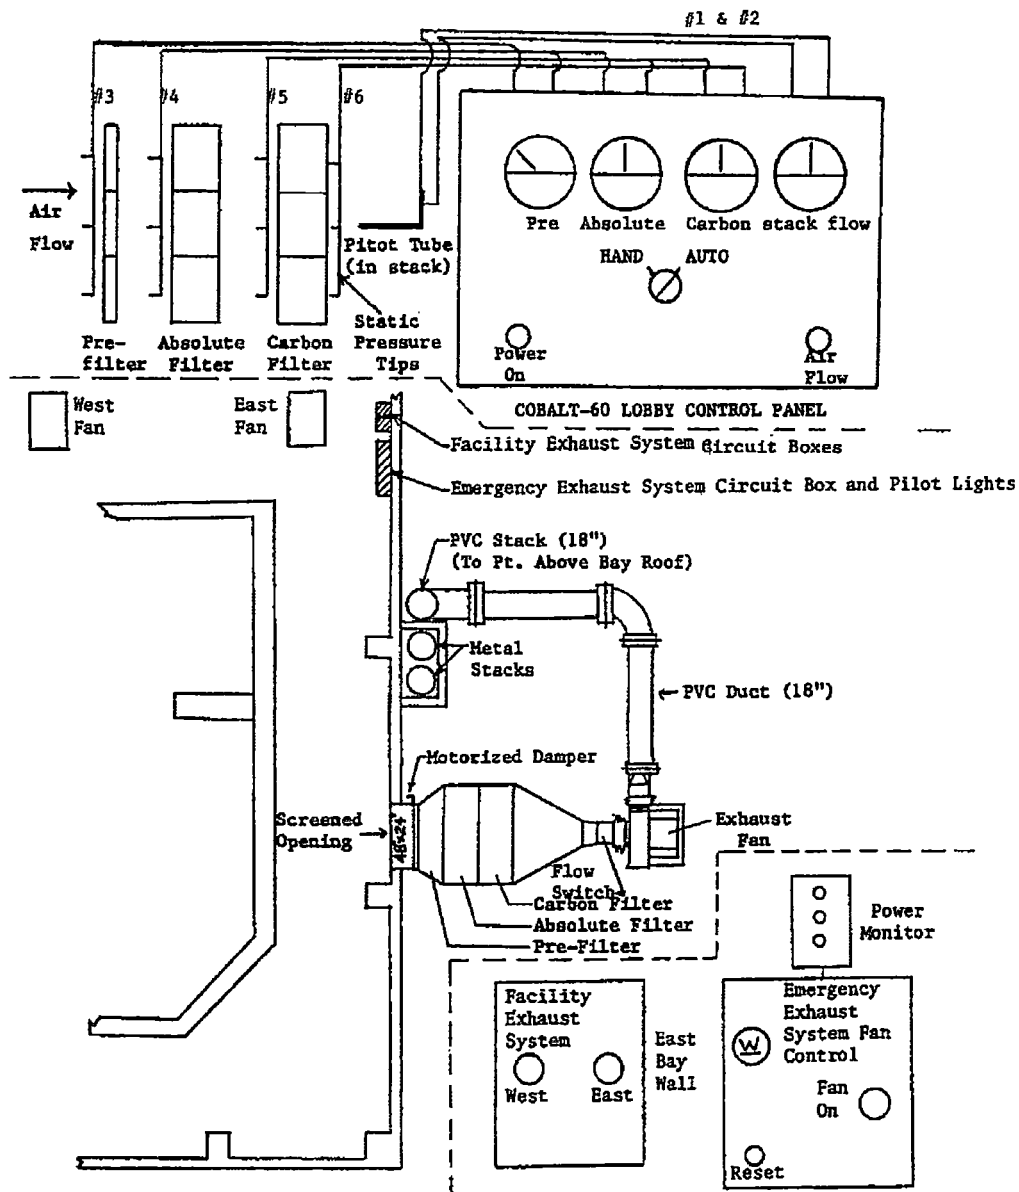 #1 & #2
#3
#4
#5
#6
Air
Flow
Pitot Tube
(in stack)
Static
Pressure
Tips
Pre-
filter
Absolute
Filter
Carbon
Filter
Pre
Absolute
Carbon
stack flow
HAND
AUTO
Power
On
Air
Flow
COBALT-60 LOBBY CONTROL PANEL
West
Fan
East
Fan
Facility Exhaust System Circuit Boxes
Emergency Exhaust System Circuit Box and Pilot Lights
PVC Stack (18")
(To Pt. Above Bay Roof)
Metal
Stacks
PVC Duct (18")
Motorized Damper
Screened
Opening
48"x24"
Exhaust
Fan
Flow
Switch
Carbon Filter
Absolute Filter
Pre-Filter
Power
Monitor
Facility
Exhaust
System
West
East
East
Bay
Wall
Emergency
Exhaust
System Fan
Control
W
Fan
On
Reset